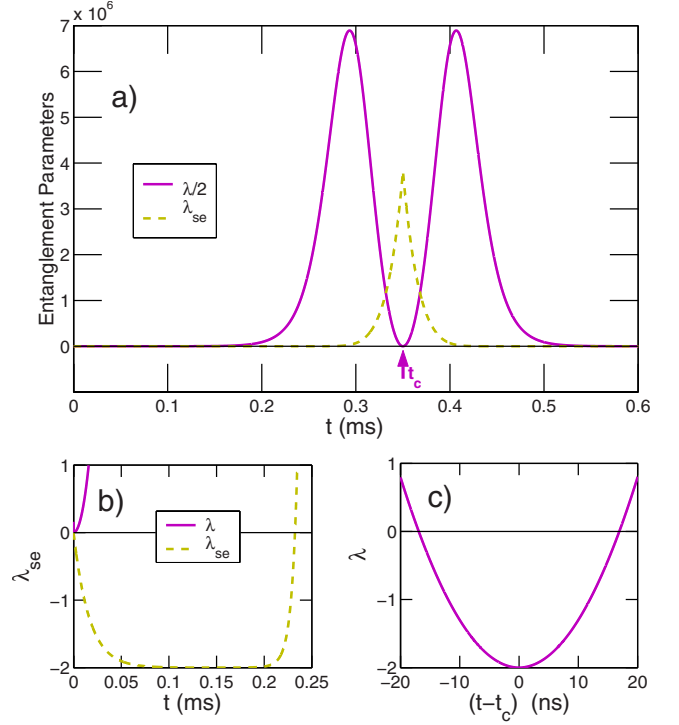 7 x 10⁶
6
5
4
3
2
1
0
Entanglement Parameters
a)
λ/2
λse
tc
0 0.1 0.2 0.3 0.4 0.5 0.6
t (ms)
1
0
−1
−2
λse
b)
λ
λse
0 0.05 0.1 0.15 0.2 0.25
t (ms)
1
0
−1
−2
λ
c)
−20 −10 0 10 20
(t−tc) (ns)